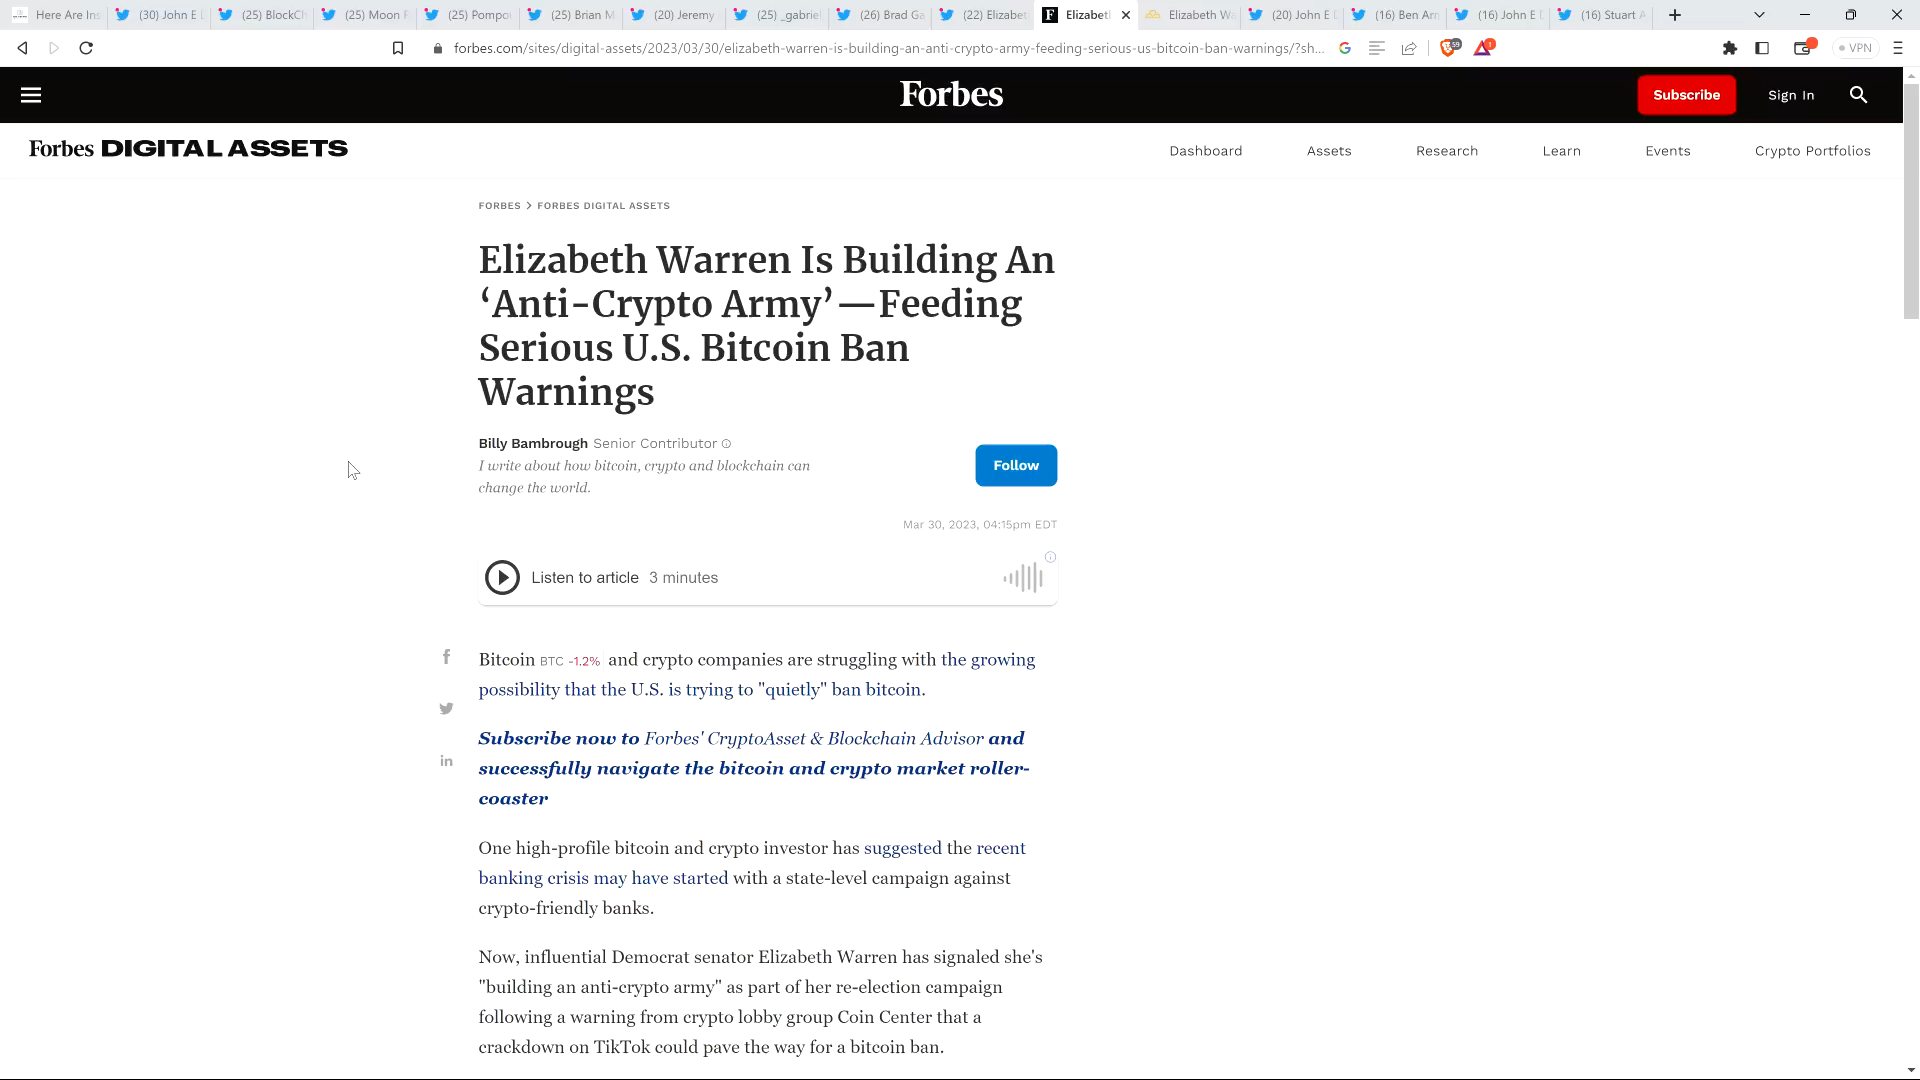 Here Are Ins
(30) John E D
(25) BlockCh
(25) Moon R
(25) Pompo
(25) Brian M
(20) Jeremy
(25) _gabriel
(26) Brad Ga
(22) Elizabet
Elizabeth
Elizabeth Wa
(20) John E D
(16) Ben Arm
(16) John E D
(16) Stuart A
forbes.com/sites/digital-assets/2023/03/30/elizabeth-warren-is-building-an-anti-crypto-army-feeding-serious-us-bitcoin-ban-warnings/?sh...
59
1
VPN
Forbes
Subscribe
Sign In
Forbes DIGITAL ASSETS
Dashboard
Assets
Research
Learn
Events
Crypto Portfolios
FORBES > FORBES DIGITAL ASSETS
Elizabeth Warren Is Building An
‘Anti-Crypto Army’—Feeding
Serious U.S. Bitcoin Ban
Warnings
Billy Bambrough Senior Contributor
I write about how bitcoin, crypto and blockchain can
change the world.
Follow
Mar 30, 2023, 04:15pm EDT
Listen to article 3 minutes
Bitcoin BTC -1.2% and crypto companies are struggling with the growing
possibility that the U.S. is trying to "quietly" ban bitcoin.
Subscribe now to Forbes' CryptoAsset & Blockchain Advisor and
successfully navigate the bitcoin and crypto market roller-
coaster
One high-profile bitcoin and crypto investor has suggested the recent
banking crisis may have started with a state-level campaign against
crypto-friendly banks.
Now, influential Democrat senator Elizabeth Warren has signaled she's
"building an anti-crypto army" as part of her re-election campaign
following a warning from crypto lobby group Coin Center that a
crackdown on TikTok could pave the way for a bitcoin ban.